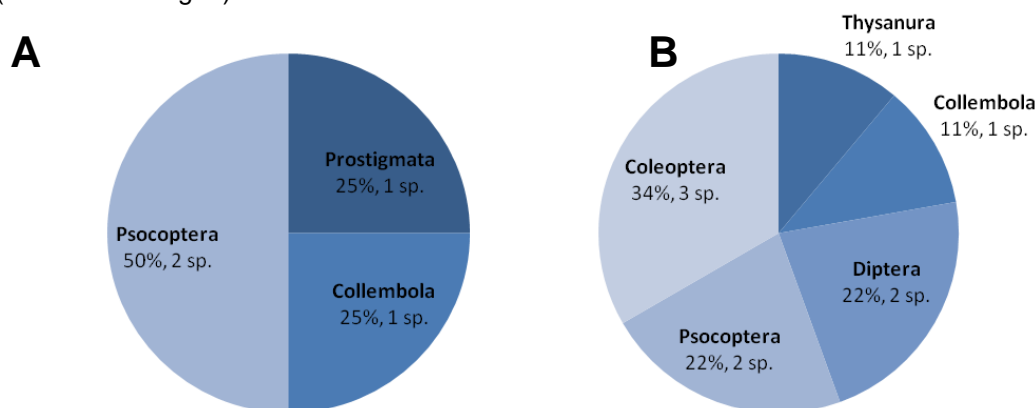 A
Prostigmata
25%, 1 sp.
Psocoptera
50%, 2 sp.
Collembola
25%, 1 sp.
B
Thysanura
11%, 1 sp.
Collembola
11%, 1 sp.
Coleoptera
34%, 3 sp.
Diptera
22%, 2 sp.
Psocoptera
22%, 2 sp.